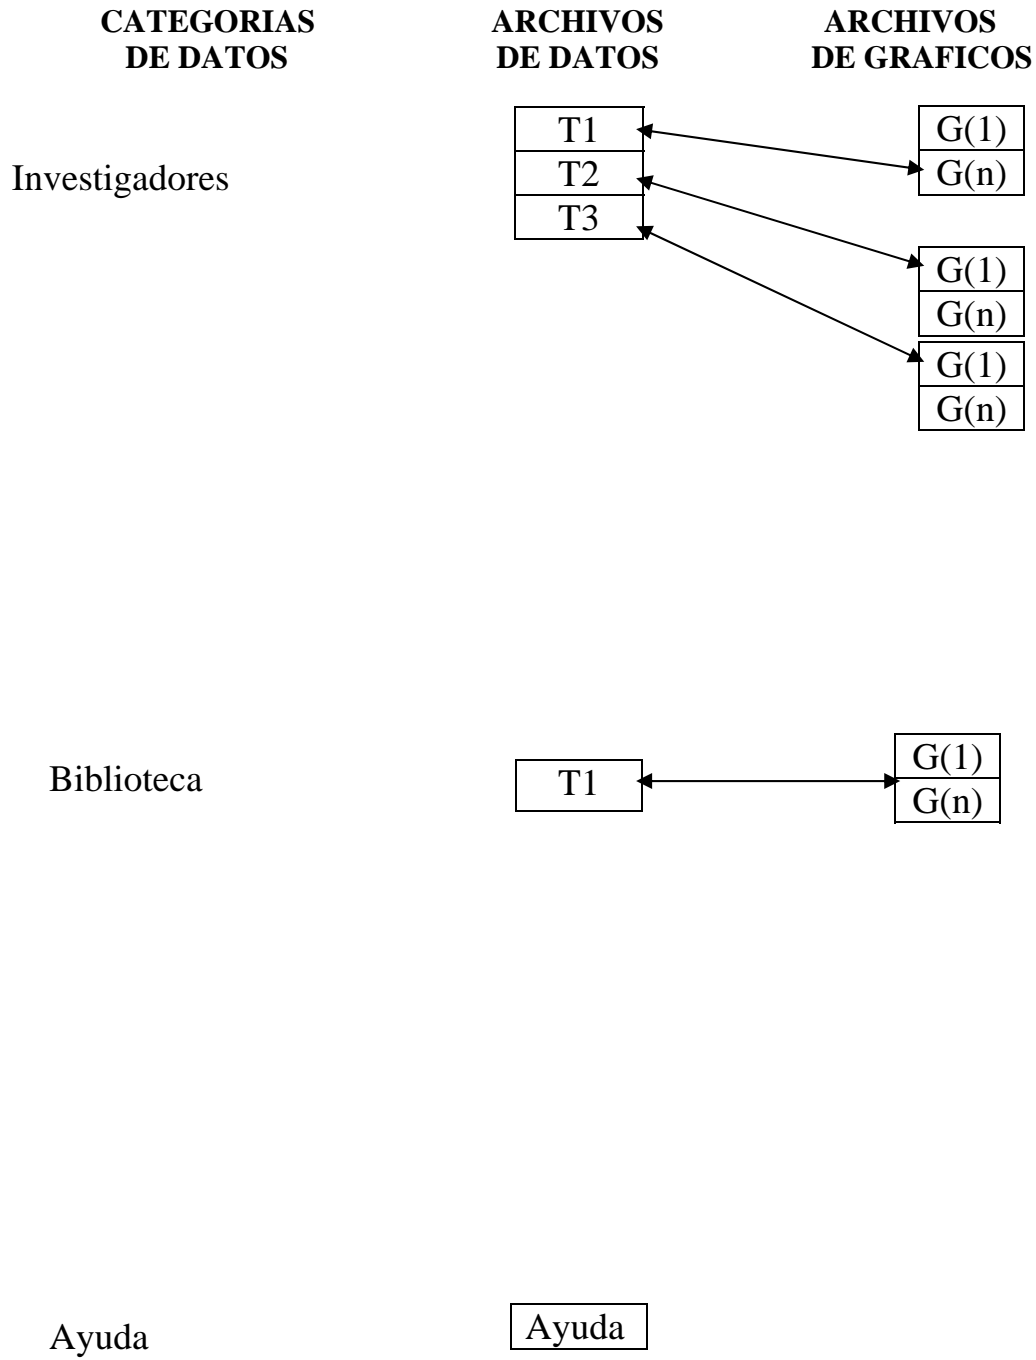 CATEGORIAS DE DATOS
ARCHIVOS DE DATOS
ARCHIVOS DE GRAFICOS
Investigadores
T1
T2
T3
G(1)
G(n)
G(1)
G(n)
G(1)
G(n)
Biblioteca
T1
G(1)
G(n)
Ayuda
Ayuda